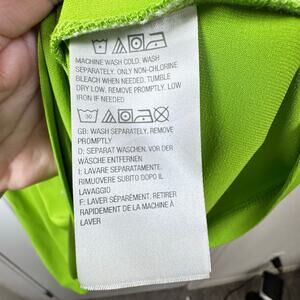 MACHINE WASH COLD. WASH
SEPARATELY. ONLY NON-CHLORINE
BLEACH WHEN NEEDED. TUMBLE
DRY LOW. REMOVE PROMPTLY. LOW
IRON IF NEEDED
30
GB: WASH SEPARATELY. REMOVE
PROMPTLY
D: SEPARAT WASCHEN. VOR DER
WÄSCHE ENTFERNEN
I: LAVARE SEPARATAMENTE.
RIMUOVERE SUBITO DOPO IL
LAVAGGIO
F: LAVER SÉPARÉMENT. RETIRER
RAPIDEMENT DE LA MACHINE À
LAVER